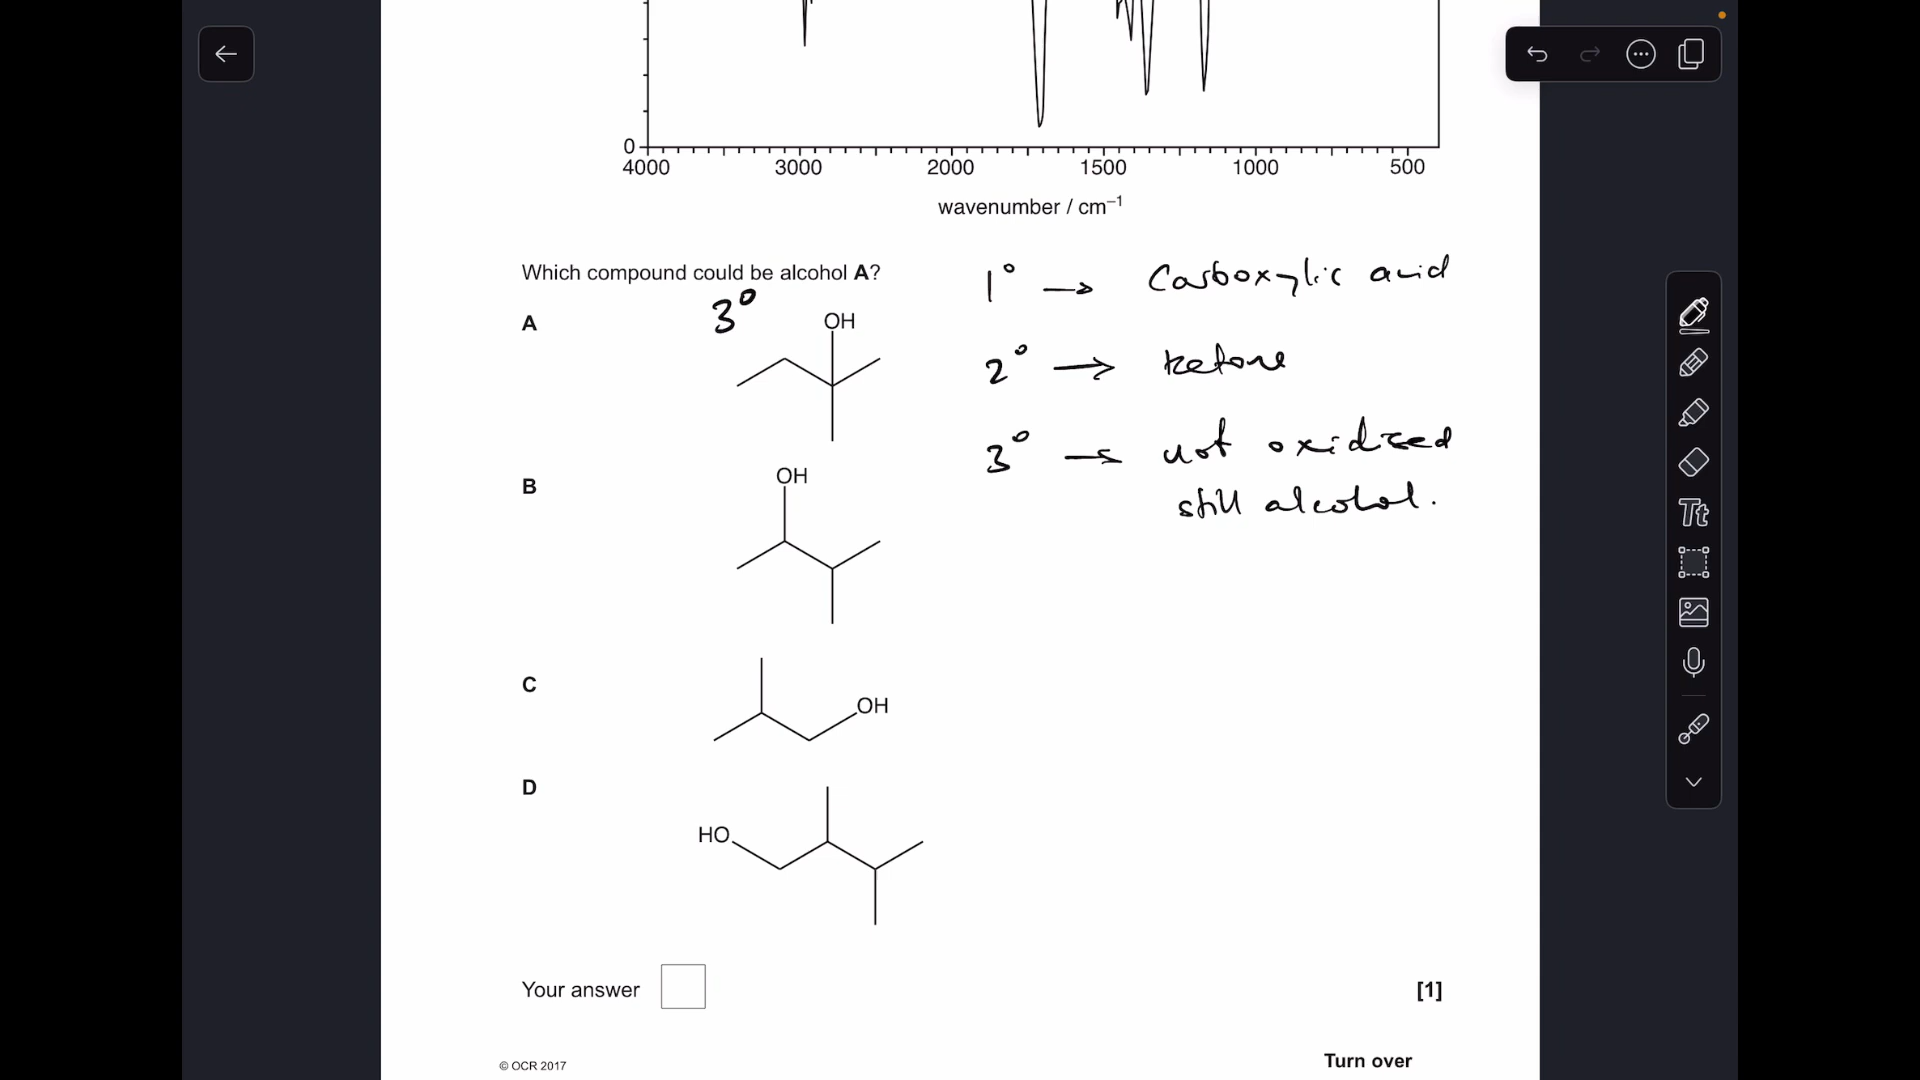 0
4000 3000 2000 1500 1000 500
wavenumber / cm⁻¹
Which compound could be alcohol A?
1° → Carboxylic acid
A
3°
OH
2° → ketone
3° → not oxidized
still alcohol.
B
OH
C
OH
D
HO
Your answer
[1]
© OCR 2017
Turn over
Tt